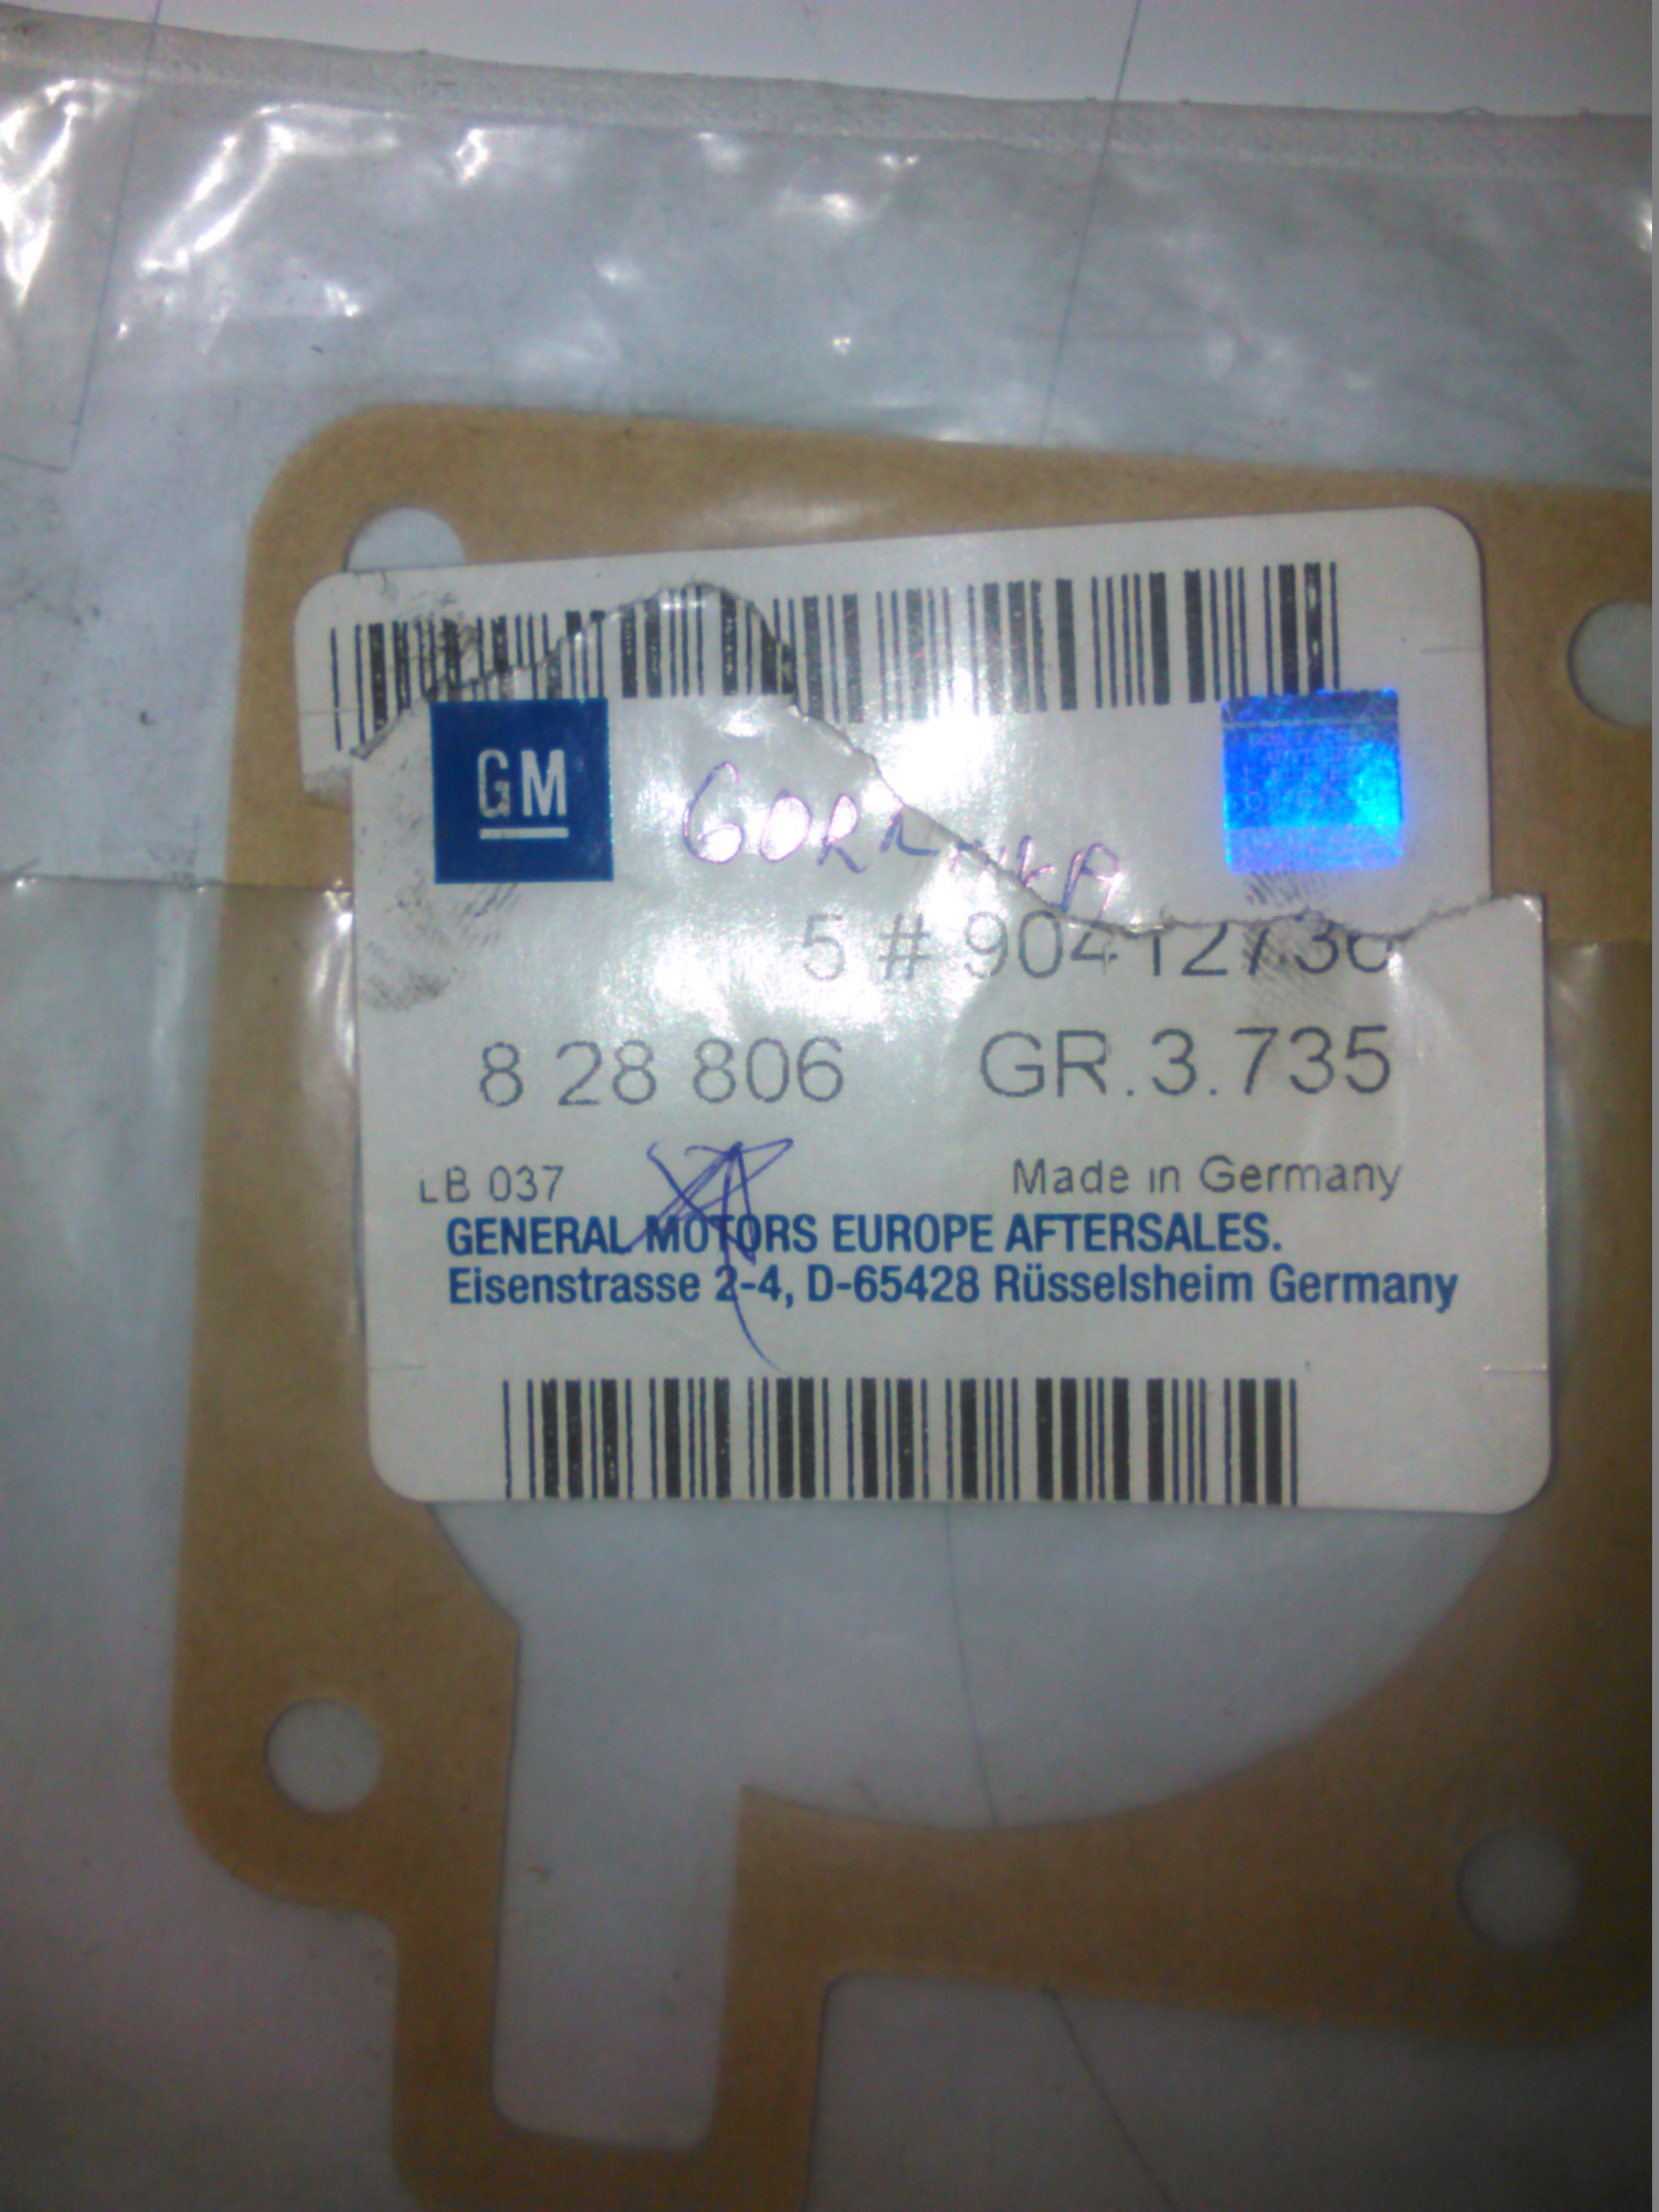 GM
5 # 90412736
8 28 806 GR.3.735
LB 037 Made in Germany
GENERAL MOTORS EUROPE AFTERSALES.
Eisenstrasse 2-4, D-65428 Rüsselsheim Germany